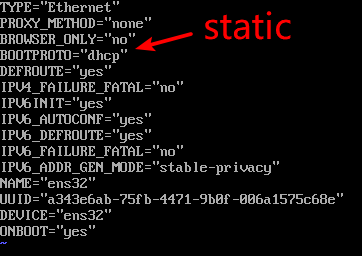 TYPE="Ethernet"
PROXY_METHOD="none"
BROWSER_ONLY="no"
static
BOOTPROTO="dhcp"
DEFROUTE="yes"
IPV4_FAILURE_FATAL="no"
IPV6INIT="yes"
IPV6_AUTOCONF="yes"
IPV6_DEFROUTE="yes"
IPV6_FAILURE_FATAL="no"
IPV6_ADDR_GEN_MODE="stable-privacy"
NAME="ens32"
UUID="a343e6ab-75fb-4471-9b0f-006a1575c68e"
DEVICE="ens32"
ONBOOT="yes"
~